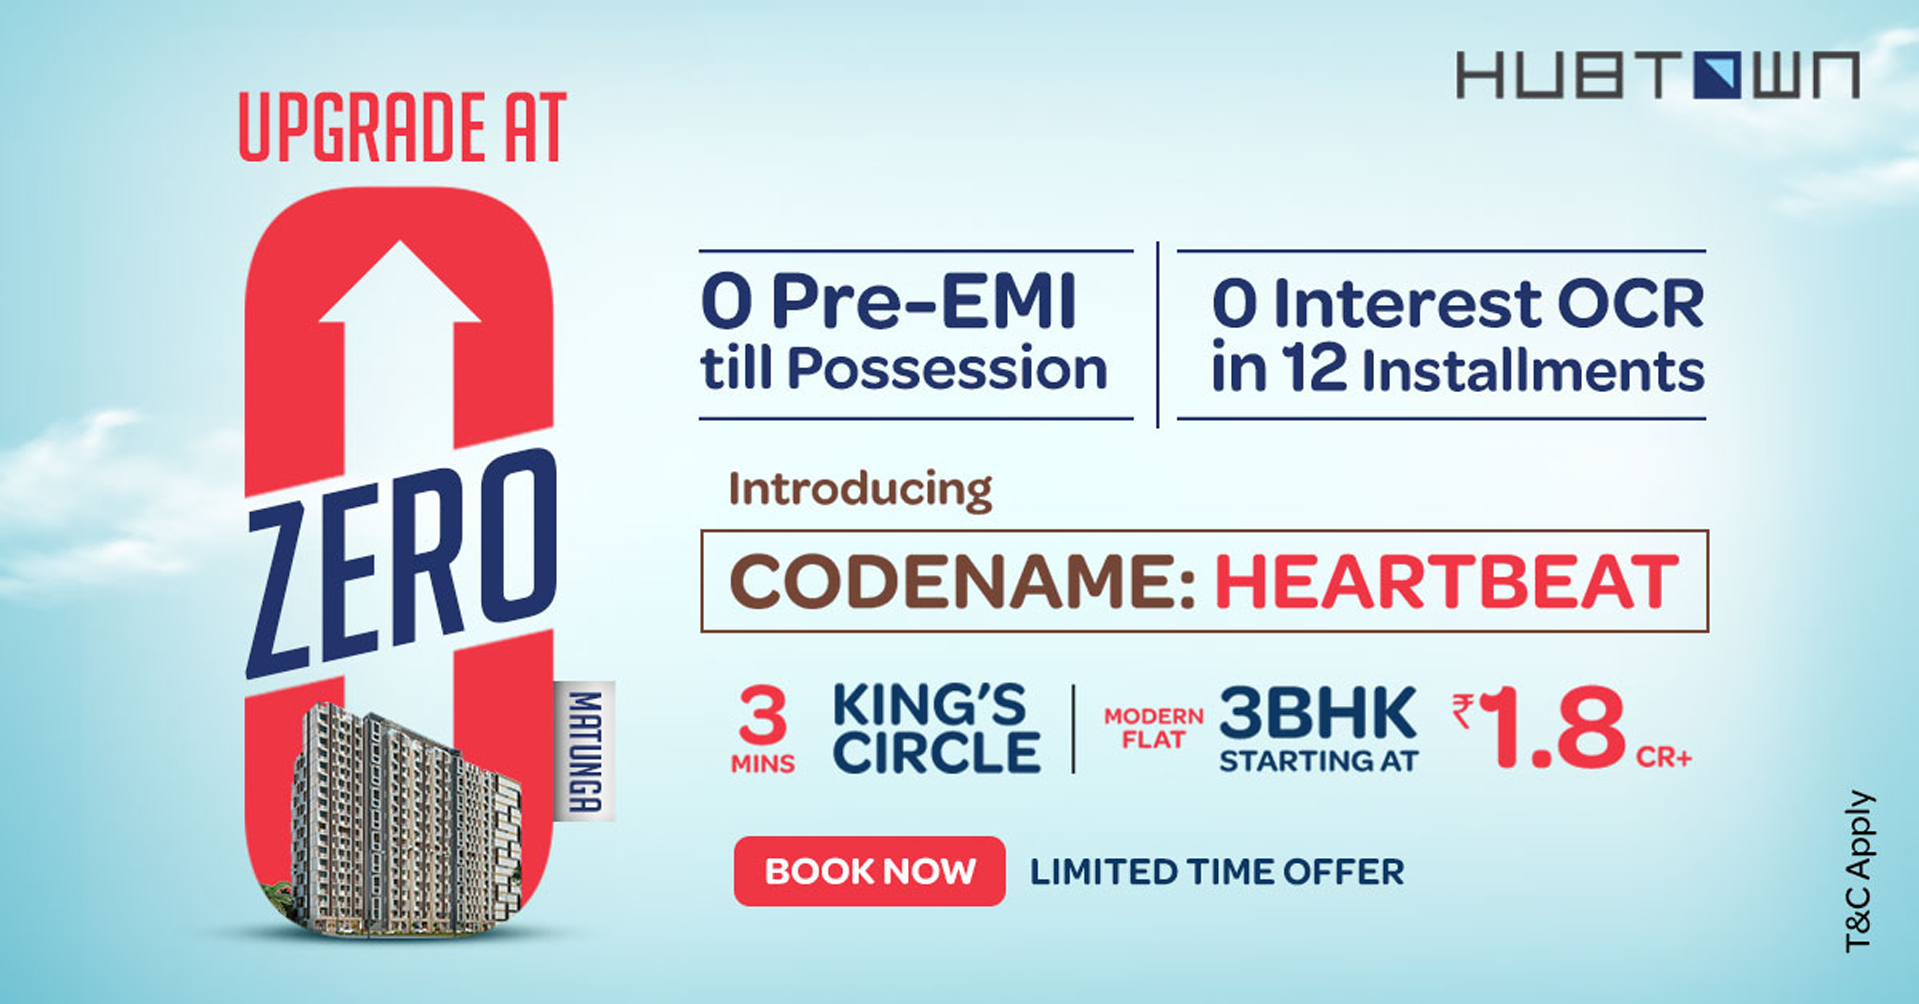 HUBTOWN
UPGRADE AT
ZERO
MATUNGA
0 Pre-EMI
till Possession
0 Interest OCR
in 12 Installments
Introducing
CODENAME: HEARTBEAT
3
MINS
KING'S
CIRCLE
MODERN
FLAT
3BHK
STARTING AT
₹1.8 CR+
BOOK NOW
LIMITED TIME OFFER
T&C Apply